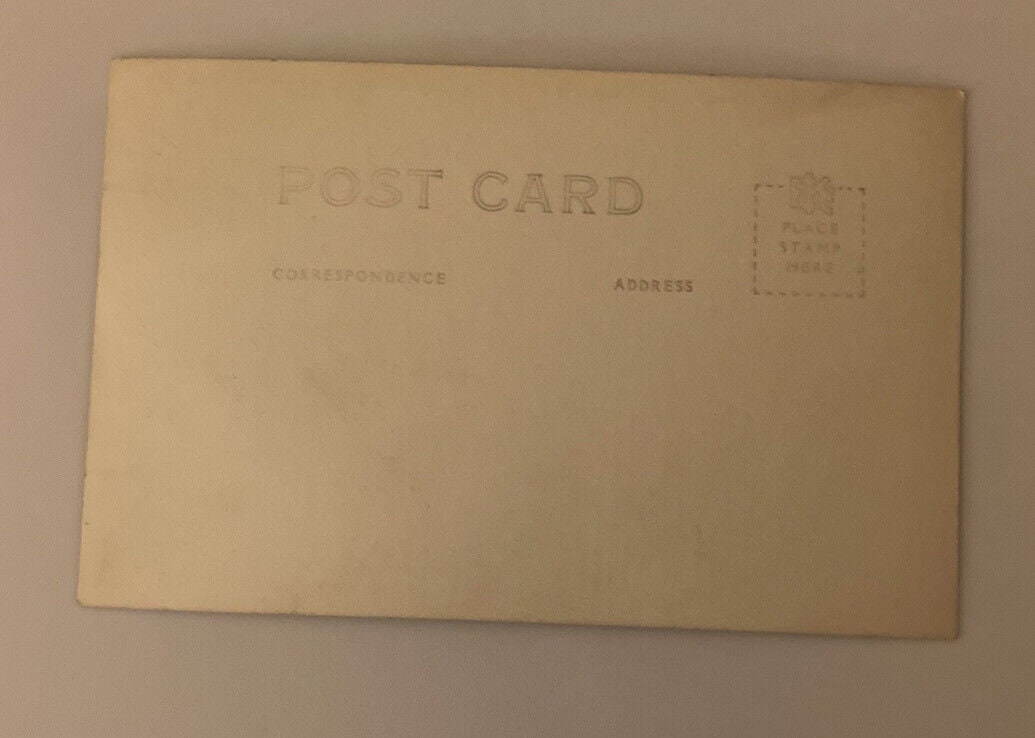 POST CARD
CORRESPONDENCE
ADDRESS
PLACE
STAMP
HERE